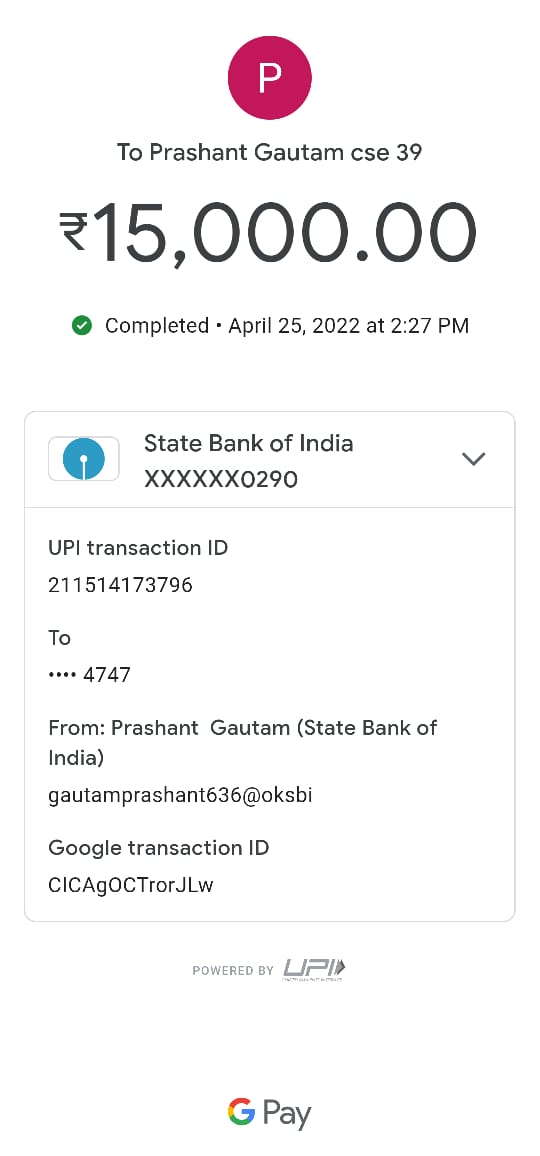 P
To Prashant Gautam cse 39
₹15,000.00
Completed • April 25, 2022 at 2:27 PM
State Bank of India
XXXXXX0290
UPI transaction ID
211514173796
To
•••• 4747
From: Prashant  Gautam (State Bank of
India)
gautamprashant636@oksbi
Google transaction ID
CICAgOCTrorJLw
POWERED BY UPI
G Pay